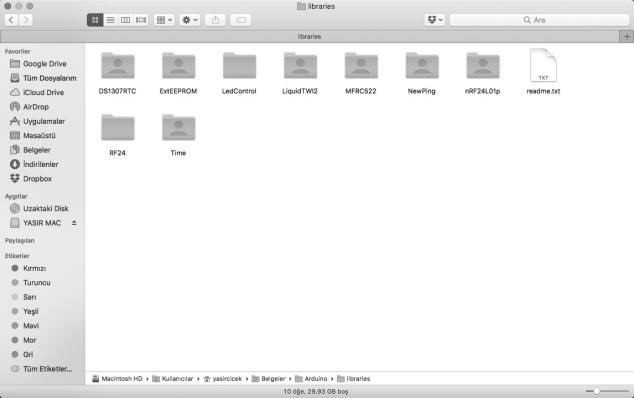 libraries
Ara
libraries
Favoriler
Google Drive
Tüm Dosyalarım
iCloud Drive
AirDrop
Uygulamalar
Masaüstü
Belgeler
İndirilenler
Dropbox
Aygıtlar
Uzaktaki Disk
YASIR MAC
Paylaşılan
Etiketler
Kırmızı
Turuncu
Sarı
Yeşil
Mavi
Mor
Gri
Tüm Etiketler...
DS1307RTC ExtEEPROM LedControl LiquidTWI2 MFRC522 NewPing nRF24L01p readme.txt
TXT
RF24 Time
Macintosh HD › Kullanıcılar › yasircicek › Belgeler › Arduino › libraries
10 öğe, 29,93 GB boş